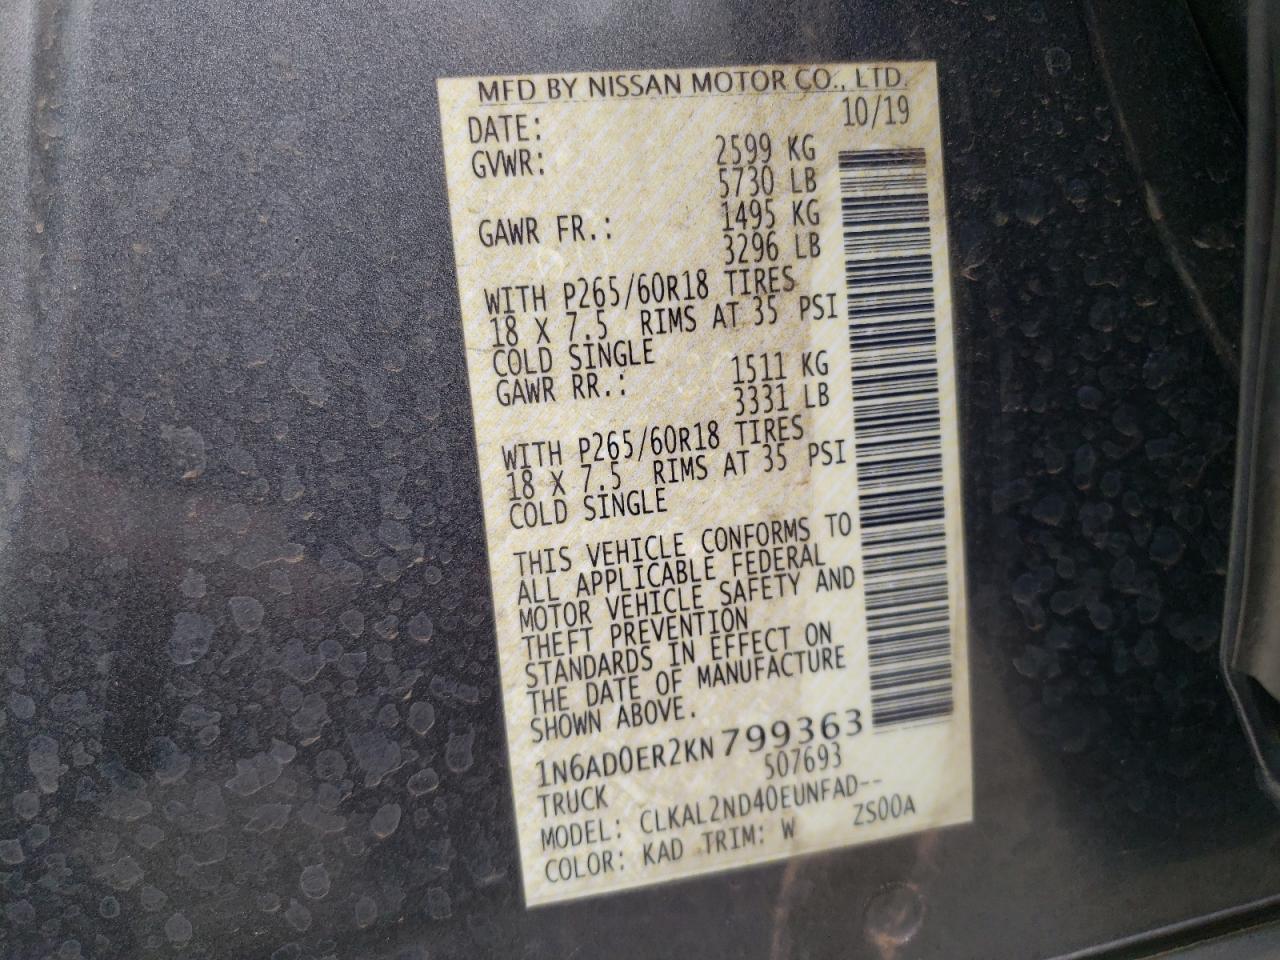 MFD BY NISSAN MOTOR CO., LTD.
DATE: 10/19
GVWR: 2599 KG
5730 LB
GAWR FR.: 1495 KG
3296 LB
WITH P265/60R18 TIRES
18 X 7.5 RIMS AT 35 PSI
COLD SINGLE
GAWR RR.: 1511 KG
3331 LB
WITH P265/60R18 TIRES
18 X 7.5 RIMS AT 35 PSI
COLD SINGLE
THIS VEHICLE CONFORMS TO
ALL APPLICABLE FEDERAL
MOTOR VEHICLE SAFETY AND
THEFT PREVENTION
STANDARDS IN EFFECT ON
THE DATE OF MANUFACTURE
SHOWN ABOVE.
1N6AD0ER2KN799363
TRUCK 507693
MODEL: CLKAL2ND40EUNFAD--
COLOR: KAD TRIM: W ZS00A